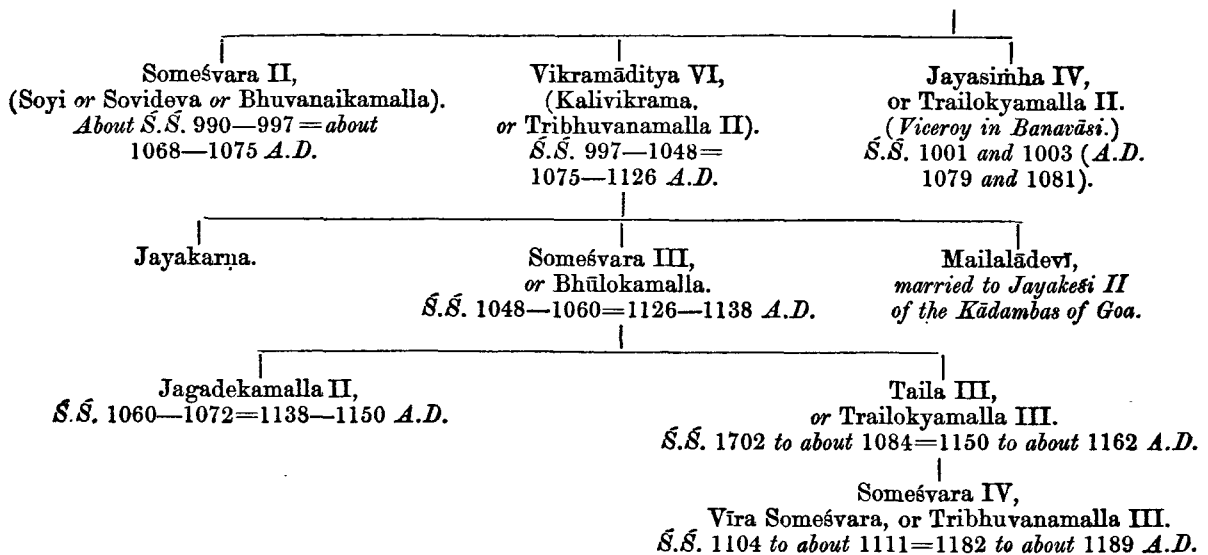 Someśvara II,
(Soyi or Sovideva or Bhuvanaikamalla).
About Ś.Ś. 990—997=about
1068—1075 A.D.
Vikramāditya VI,
(Kalivikrama,
or Tribhuvanamalla II).
Ś.Ś. 997—1048=
1075—1126 A.D.
Jayasiṁha IV,
or Trailokyamalla II.
(Viceroy in Banavāsi.)
Ś.Ś. 1001 and 1003 (A.D.
1079 and 1081).
Jayakarṇa.
Someśvara III,
or Bhūlokamalla.
Ś.Ś. 1048—1060=1126—1138 A.D.
Mailalādevī,
married to Jayakeśi II
of the Kādambas of Goa.
Jagadekamalla II,
Ś.Ś. 1060—1072=1138—1150 A.D.
Taila III,
or Trailokyamalla III.
Ś.Ś. 1702 to about 1084=1150 to about 1162 A.D.
Someśvara IV,
Vīra Someśvara, or Tribhuvanamalla III.
Ś.Ś. 1104 to about 1111=1182 to about 1189 A.D.